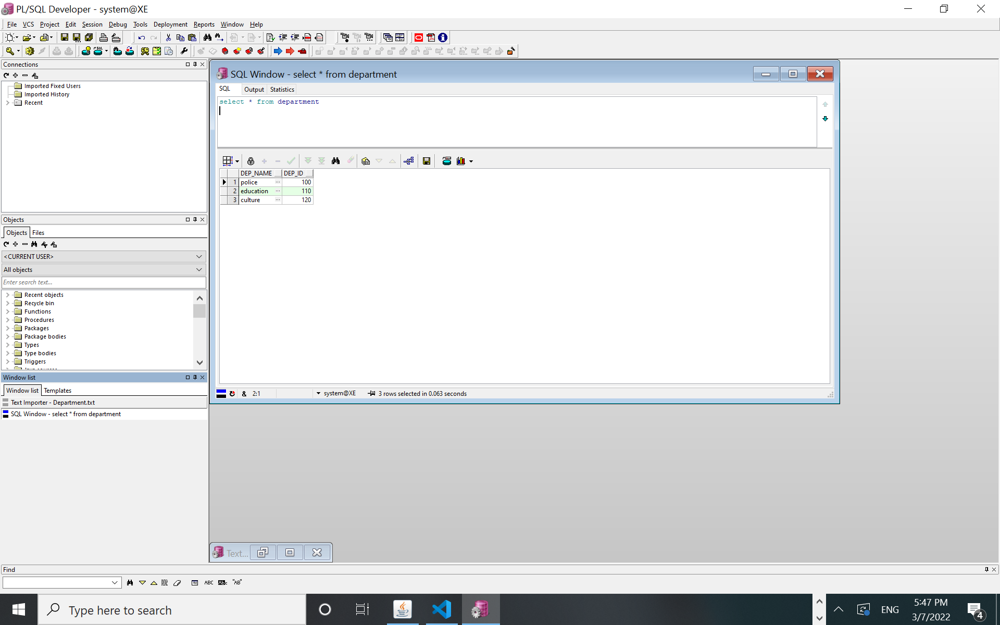 PL/SQL Developer - system@XE
File VCS Project Edit Session Debug Tools Deployment Reports Window Help
Connections
Imported Fixed Users
Imported History
Recent
Objects
Objects Files
<CURRENT USER>
All objects
Enter search text...
Recent objects
Recycle bin
Functions
Procedures
Packages
Package bodies
Types
Type bodies
Triggers
Window list
Window list Templates
Text Importer - Department.txt
SQL Window - select * from department
SQL Window - select * from department
SQL Output Statistics
select * from department
DEP_NAME DEP_ID
1 police ... 100
2 education ... 110
3 culture ... 120
& 2:1 system@XE 3 rows selected in 0.063 seconds
Text...
Find
ABC "AB"
Type here to search
ENG
5:47 PM
3/7/2022
4